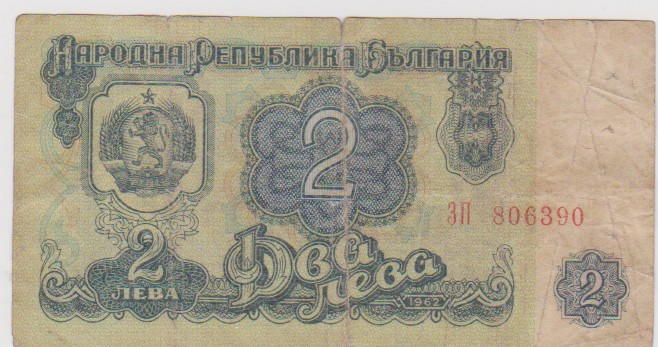 Народна Република България
2
ЗП 806390
2
ЛЕВА
Два
лева
1962
2